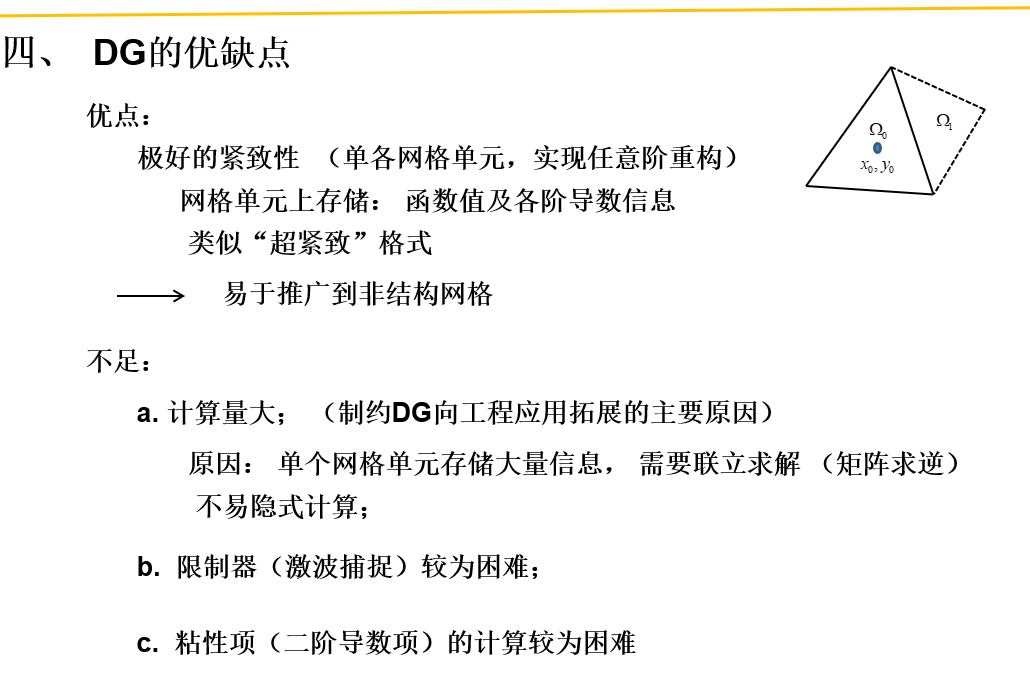 四、 DG的优缺点
优点：
极好的紧致性 （单各网格单元，实现任意阶重构）
网格单元上存储： 函数值及各阶导数信息
类似“超紧致”格式
易于推广到非结构网格
Ω₀
Ω₁
x₀, y₀
不足：
a. 计算量大； （制约DG向工程应用拓展的主要原因）
原因： 单个网格单元存储大量信息， 需要联立求解 （矩阵求逆）
不易隐式计算；
b. 限制器（激波捕捉）较为困难；
c. 粘性项（二阶导数项）的计算较为困难